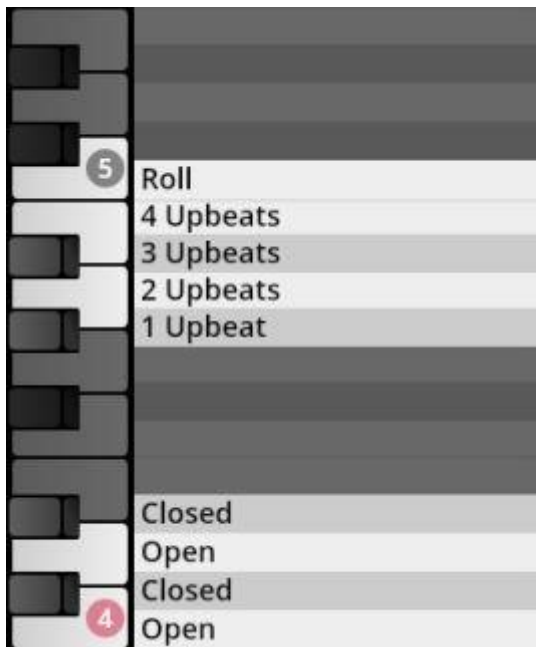 5
Roll
4 Upbeats
3 Upbeats
2 Upbeats
1 Upbeat
Closed
Open
Closed
4
Open